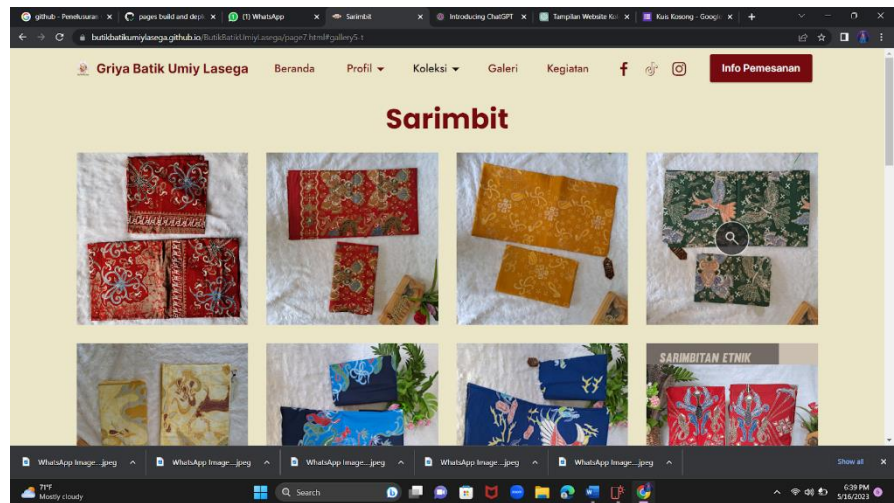 github - Penelusuran
pages build and depl
(1) WhatsApp
Sarimbit
Introducing ChatGPT
Tampilan Website Ko
Kuis Kosong - Google
butikbatikumiylasega.github.io/ButikBatikUmiyLasega/page7.html#gallery5-t
Griya Batik Umiy Lasega
Beranda
Profil
Koleksi
Galeri
Kegiatan
Info Pemesanan
Sarimbit
SARIMBITAN ETNIK
WhatsApp Image....jpeg
WhatsApp Image....jpeg
WhatsApp Image....jpeg
WhatsApp Image....jpeg
WhatsApp Image....jpeg
Show all
71°F
Mostly cloudy
Search
6:39 PM
5/16/2023